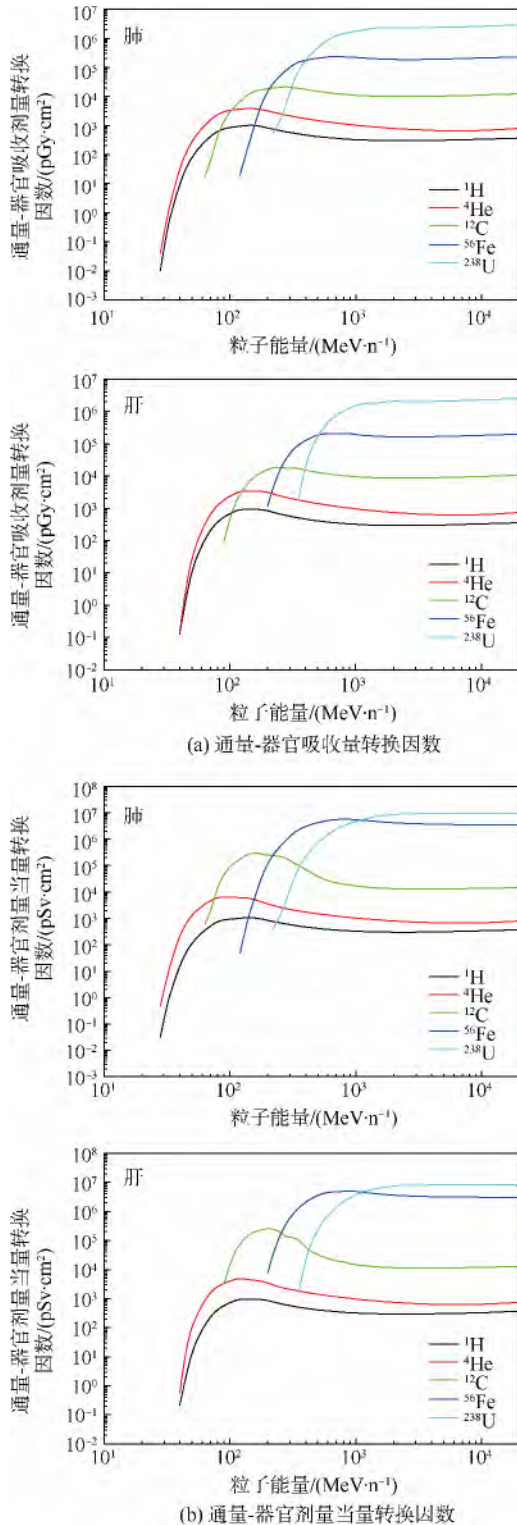 通量-器官吸收剂量转换
因数/(pGy·cm²)
10⁷
10⁶
10⁵
10⁴
10³
10²
10¹
10⁰
10⁻¹
10⁻²
10⁻³
肺
¹H
⁴He
¹²C
⁵⁶Fe
²³⁸U
10¹
10²
10³
10⁴
粒子能量/(MeV·n⁻¹)
通量-器官吸收剂量转换
因数/(pGy·cm²)
10⁷
10⁶
10⁵
10⁴
10³
10²
10¹
10⁰
10⁻¹
10⁻²
肝
¹H
⁴He
¹²C
⁵⁶Fe
²³⁸U
10¹
10²
10³
10⁴
粒子能量/(MeV·n⁻¹)
(a) 通量-器官吸收量转换因数
通量-器官剂量当量转换
因数/(pSv·cm²)
10⁸
10⁷
10⁶
10⁵
10⁴
10³
10²
10¹
10⁰
10⁻¹
10⁻²
10⁻³
肺
¹H
⁴He
¹²C
⁵⁶Fe
²³⁸U
10¹
10²
10³
10⁴
粒子能量/(MeV·n⁻¹)
通量-器官剂量当量转换
因数/(pSv·cm²)
10⁸
10⁷
10⁶
10⁵
10⁴
10³
10²
10¹
10⁰
10⁻¹
10⁻²
肝
¹H
⁴He
¹²C
⁵⁶Fe
²³⁸U
10¹
10²
10³
10⁴
粒子能量/(MeV·n⁻¹)
(b) 通量-器官剂量当量转换因数